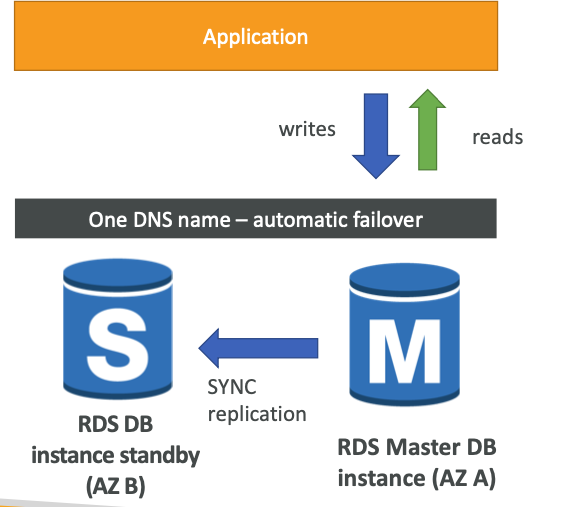 Application
writes
reads
One DNS name – automatic failover
S
M
SYNC
replication
RDS DB
instance standby
(AZ B)
RDS Master DB
instance (AZ A)